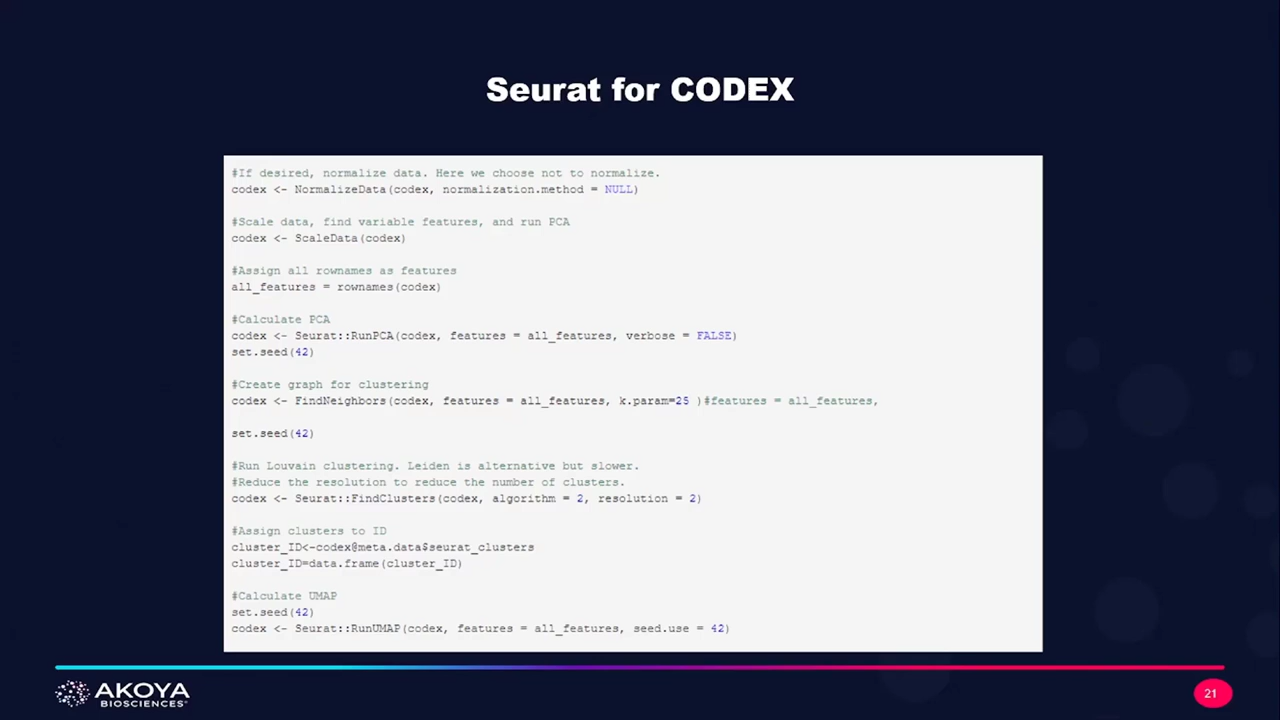 Seurat for CODEX
#If desired, normalize data. Here we choose not to normalize.
codex <- NormalizeData(codex, normalization.method = NULL)
#Scale data, find variable features, and run PCA
codex <- ScaleData(codex)
#Assign all rownames as features
all_features = rownames(codex)
#Calculate PCA
codex <- Seurat::RunPCA(codex, features = all_features, verbose = FALSE)
set.seed(42)
#Create graph for clustering
codex <- FindNeighbors(codex, features = all_features, k.param=25 )#features = all_features,
set.seed(42)
#Run Louvain clustering. Leiden is alternative but slower.
#Reduce the resolution to reduce the number of clusters.
codex <- Seurat::FindClusters(codex, algorithm = 2, resolution = 2)
#Assign clusters to ID
cluster_ID<-codex@meta.data$seurat_clusters
cluster_ID=data.frame(cluster_ID)
#Calculate UMAP
set.seed(42)
codex <- Seurat::RunUMAP(codex, features = all_features, seed.use = 42)
AKOYA
BIOSCIENCES
21